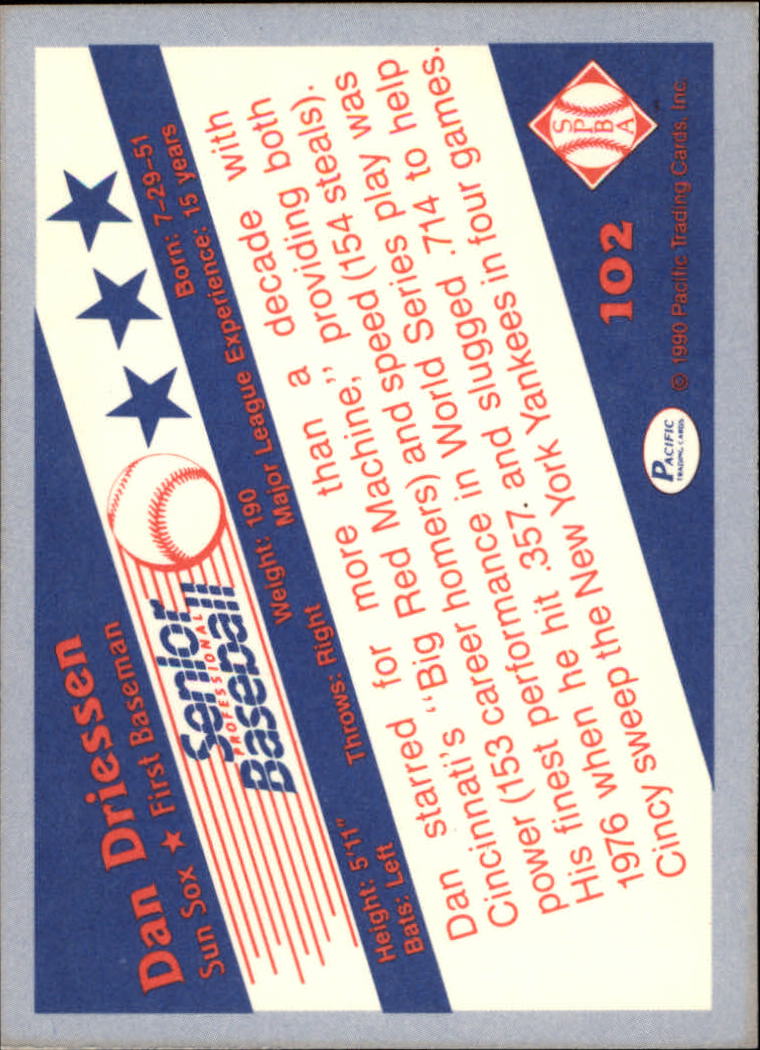 Dan Driessen
Sun Sox ★ First Baseman
Senior
PROFESSIONAL
Baseball
Height: 5'11" Weight: 190 Born: 7-29-51
Bats: Left Throws: Right Major League Experience: 15 years
Dan starred for more than a decade with
Cincinnati's "Big Red Machine," providing both
power (153 career homers) and speed (154 steals).
His finest performance in World Series play was
1976 when he hit .357. and slugged .714 to help
Cincy sweep the New York Yankees in four games.
SPBA
102
PACIFIC
TRADING CARDS
© 1990 Pacific Trading Cards, Inc.